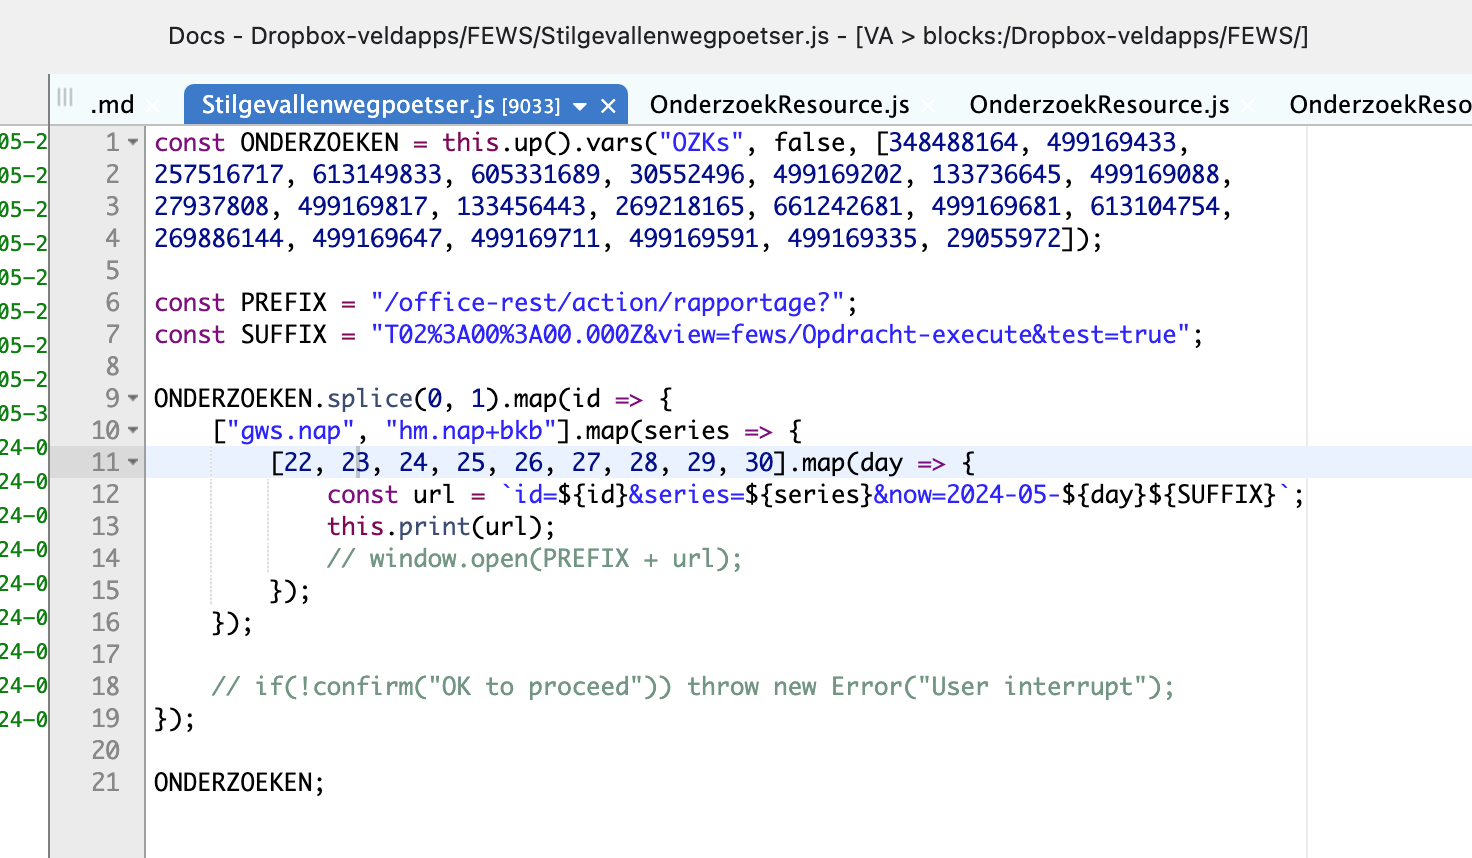 Docs - Dropbox-veldapps/FEWS/Stilgevallenwegpoetser.js - [VA > blocks:/Dropbox-veldapps/FEWS/]
.md Stilgevallenwegpoetser.js [9033] OnderzoekResource.js OnderzoekResource.js OnderzoekReso
05-2 1 const ONDERZOEKEN = this.up().vars("OZKs", false, [348488164, 499169433,
05-2 2 257516717, 613149833, 605331689, 30552496, 499169202, 133736645, 499169088,
05-2 3 27937808, 499169817, 133456443, 269218165, 661242681, 499169681, 613104754,
05-2 4 269886144, 499169647, 499169711, 499169591, 499169335, 29055972]);
05-2 5
05-2 6 const PREFIX = "/office-rest/action/rapportage?";
05-2 7 const SUFFIX = "T02%3A00%3A00.000Z&view=fews/Opdracht-execute&test=true";
05-2 8
05-3 9 ONDERZOEKEN.splice(0, 1).map(id => {
24-0 10     ["gws.nap", "hm.nap+bkb"].map(series => {
24-0 11         [22, 23, 24, 25, 26, 27, 28, 29, 30].map(day => {
24-0 12             const url = `id=${id}&series=${series}&now=2024-05-${day}${SUFFIX}`;
24-0 13             this.print(url);
24-0 14             // window.open(PREFIX + url);
24-0 15         });
24-0 16     });
24-0 17
24-0 18     // if(!confirm("OK to proceed")) throw new Error("User interrupt");
24-0 19 });
20
21 ONDERZOEKEN;